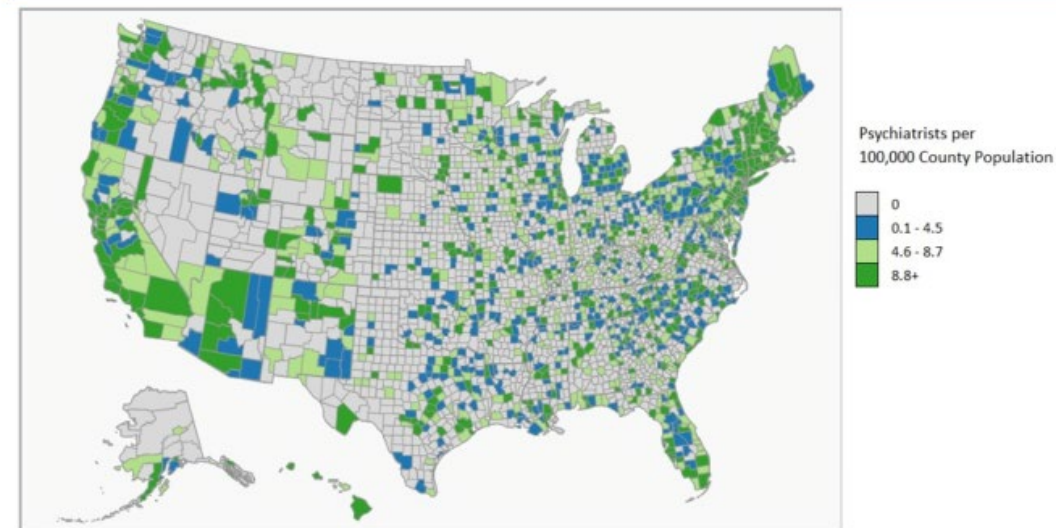 Psychiatrists per
100,000 County Population
0
0.1 - 4.5
4.6 - 8.7
8.8+